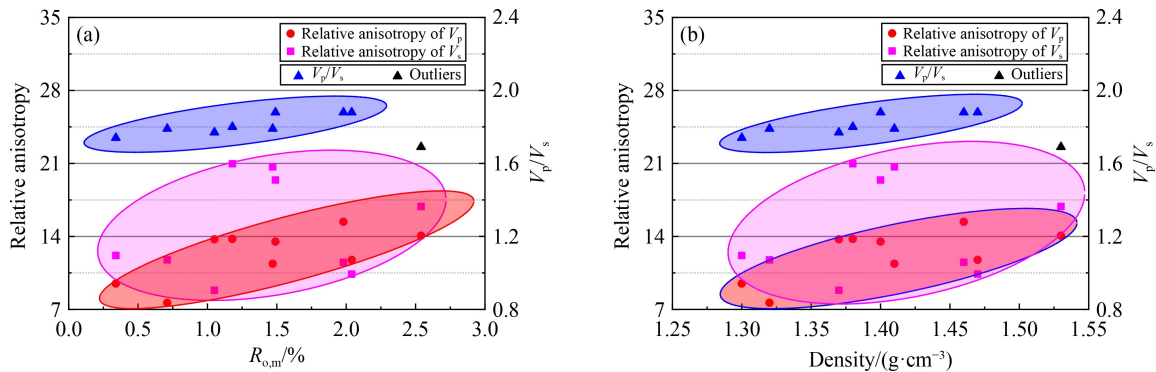 (a)
Relative anisotropy of Vp
Relative anisotropy of Vs
Vp/Vs Outliers
35
28
21
14
7
Relative anisotropy
2.4
2.0
1.6
1.2
0.8
Vp/Vs
0.0 0.5 1.0 1.5 2.0 2.5 3.0
Ro,m/%
(b)
Relative anisotropy of Vp
Relative anisotropy of Vs
Vp/Vs Outliers
35
28
21
14
7
Relative anisotropy
2.4
2.0
1.6
1.2
0.8
Vp/Vs
1.25 1.30 1.35 1.40 1.45 1.50 1.55
Density/(g·cm⁻³)